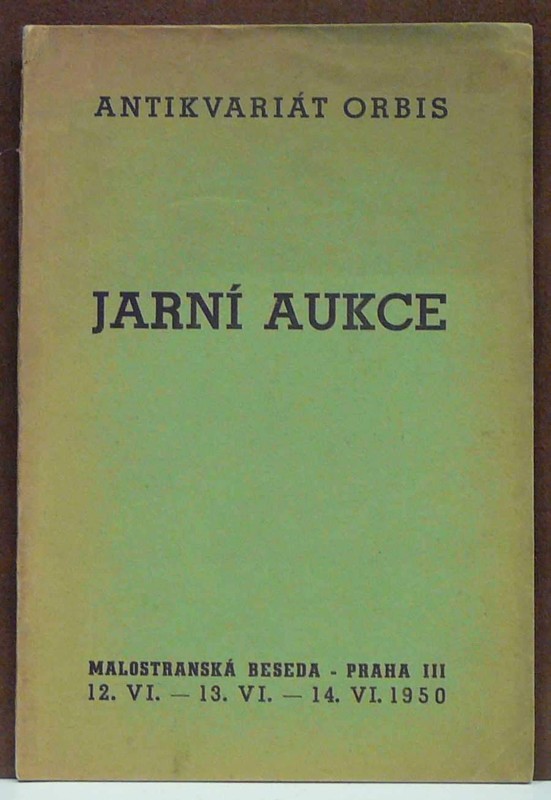 ANTIKVARIÁT ORBIS
JARNÍ AUKCE
MALOSTRANSKÁ BESEDA - PRAHA III
12. VI. — 13. VI. — 14. VI. 1950